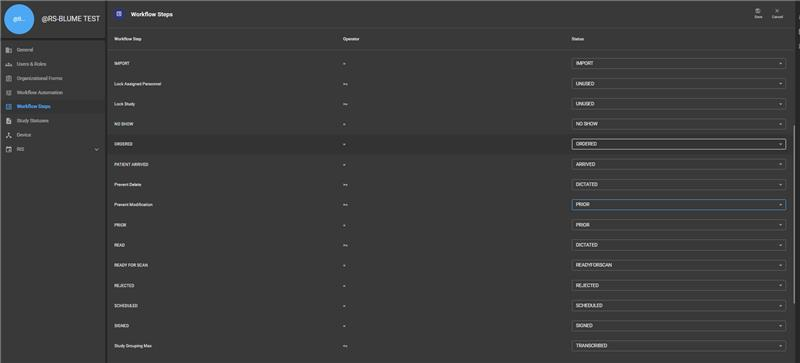 @B...
@RS-BLUME TEST
Workflow Steps
Save
Cancel
General
Users & Roles
Organizational Forms
Workflow Automation
Workflow Steps
Study Statuses
Device
RIS
Workflow Step Operator Status
IMPORT = IMPORT
Lock Assigned Personnel >= UNUSED
Lock Study >= UNUSED
NO SHOW = NO SHOW
ORDERED = ORDERED
PATIENT ARRIVED = ARRIVED
Prevent Delete >= DICTATED
Prevent Modification >= PRIOR
PRIOR = PRIOR
READ >= DICTATED
READY FOR SCAN = READYFORSCAN
REJECTED = REJECTED
SCHEDULED = SCHEDULED
SIGNED = SIGNED
Study Grouping Max TRANSCRIBED